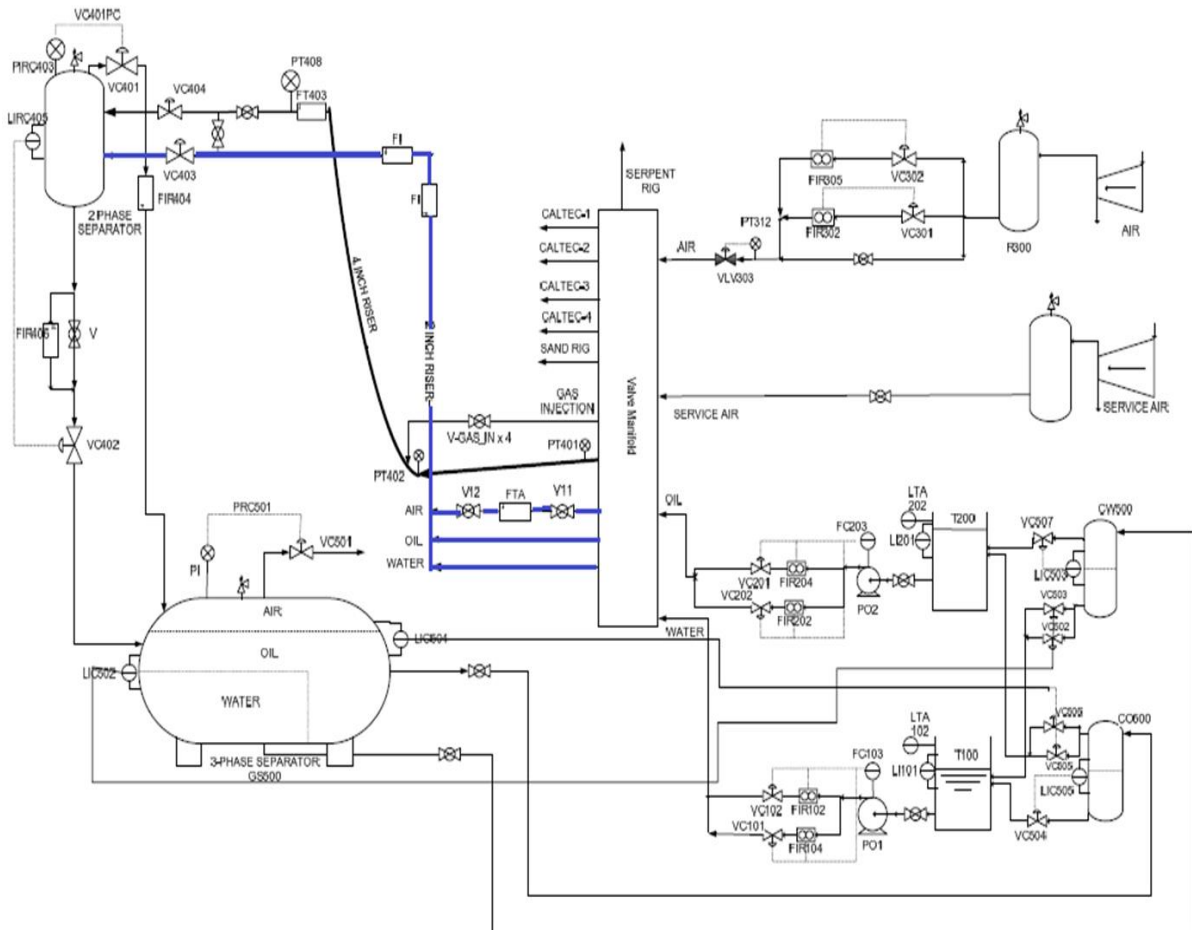 VC401PC
PIRC403
VC401
PT408
VC404
FT403
LIRC405
FI
VC403
FIR404
FI
2 PHASE
SEPARATOR
SERPENT
RIG
FIR305
VC302
FIR302
VC301
PT312
R300
AIR
AIR
VLV303
CALTEC-1
CALTEC-2
CALTEC-3
CALTEC-4
SAND RIG
4 INCH RISER
2 INCH RISER
FIR406
V
VC402
GAS
INJECTION
V-GAS_IN x 4
PT401
PT402
Valve Manifold
SERVICE AIR
SERVICE AIR
V12
FTA
V11
AIR
OIL
WATER
OIL
PRC501
VC501
PI
AIR
OIL
WATER
LIC502
LIC504
3-PHASE SEPARATOR
GS500
LTA
202
T200
LI201
FC203
VC201
FIR204
VC202
FIR202
PO2
VC507
CW500
LIC503
VC503
VC502
WATER
LTA
102
T100
LI101
FC103
VC102
FIR102
VC101
FIR104
PO1
VC505
LIC505
VC504